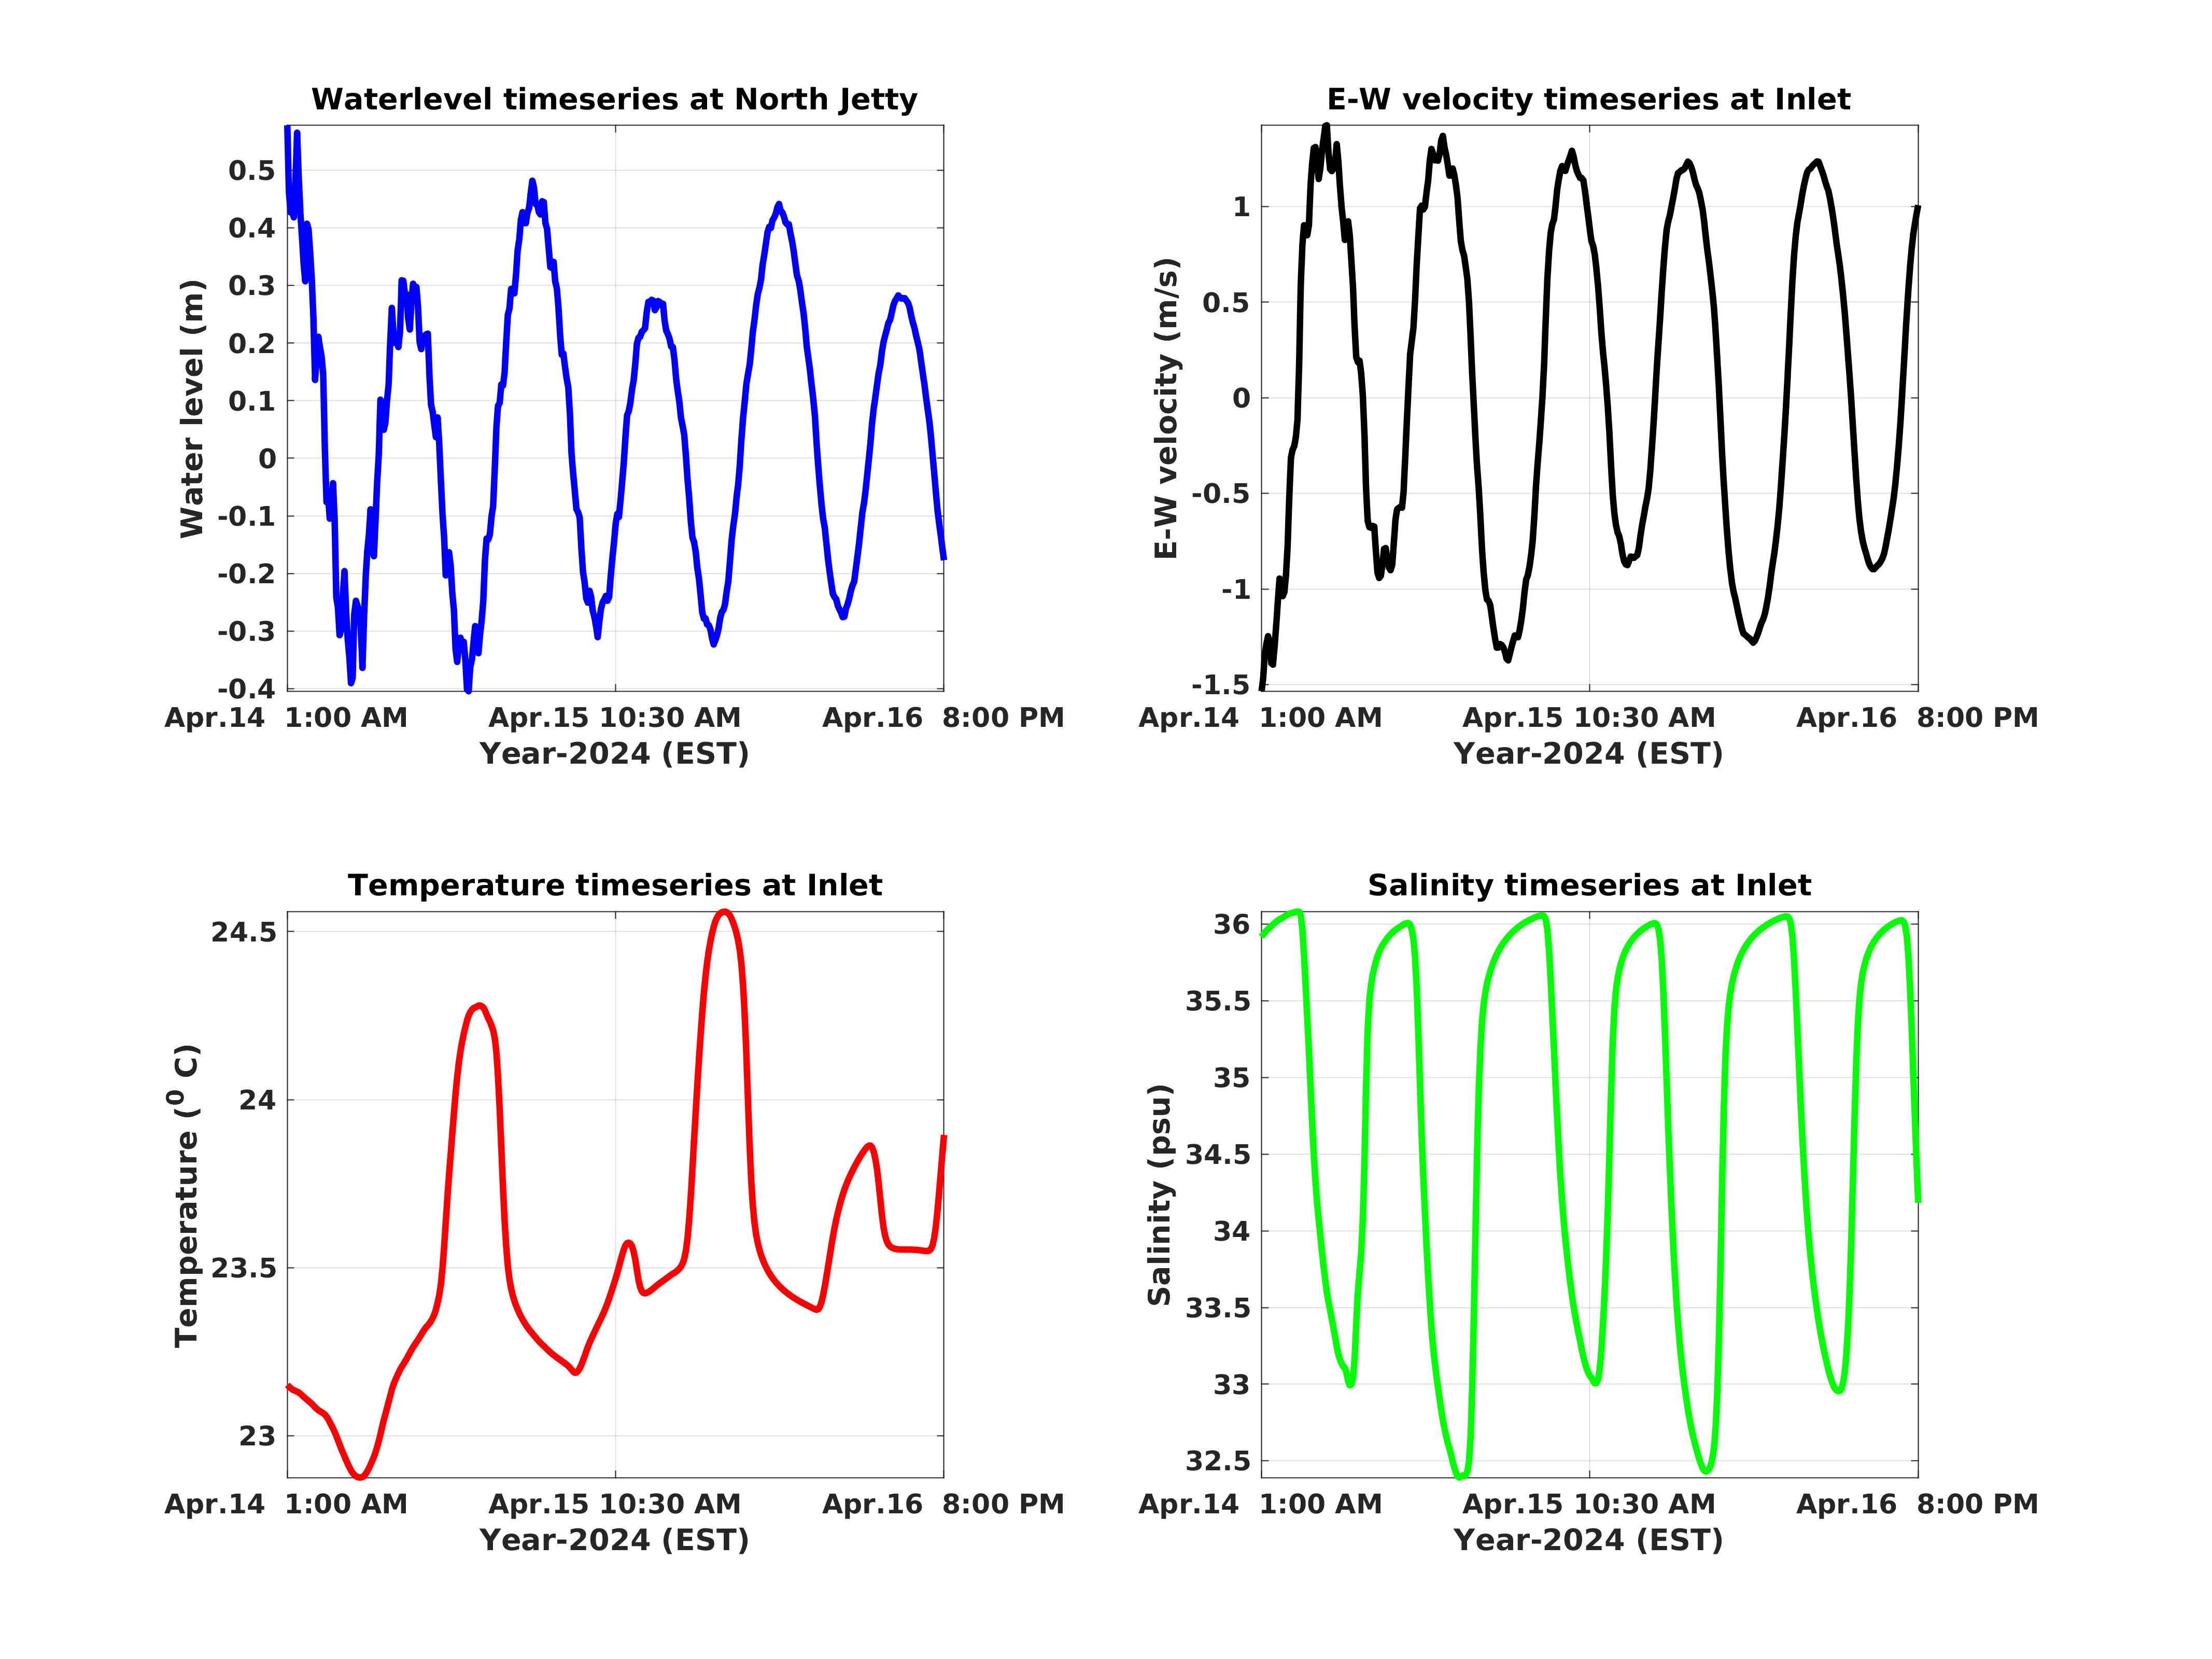 Waterlevel timeseries at North Jetty
0.5
0.4
0.3
0.2
0.1
0
-0.1
-0.2
-0.3
-0.4
Water level (m)
Apr.14 1:00 AM
Apr.15 10:30 AM
Apr.16 8:00 PM
Year-2024 (EST)
E-W velocity timeseries at Inlet
1
0.5
0
-0.5
-1
-1.5
E-W velocity (m/s)
Apr.14 1:00 AM
Apr.15 10:30 AM
Apr.16 8:00 PM
Year-2024 (EST)
Temperature timeseries at Inlet
24.5
24
23.5
23
Temperature (⁰ C)
Apr.14 1:00 AM
Apr.15 10:30 AM
Apr.16 8:00 PM
Year-2024 (EST)
Salinity timeseries at Inlet
36
35.5
35
34.5
34
33.5
33
32.5
Salinity (psu)
Apr.14 1:00 AM
Apr.15 10:30 AM
Apr.16 8:00 PM
Year-2024 (EST)